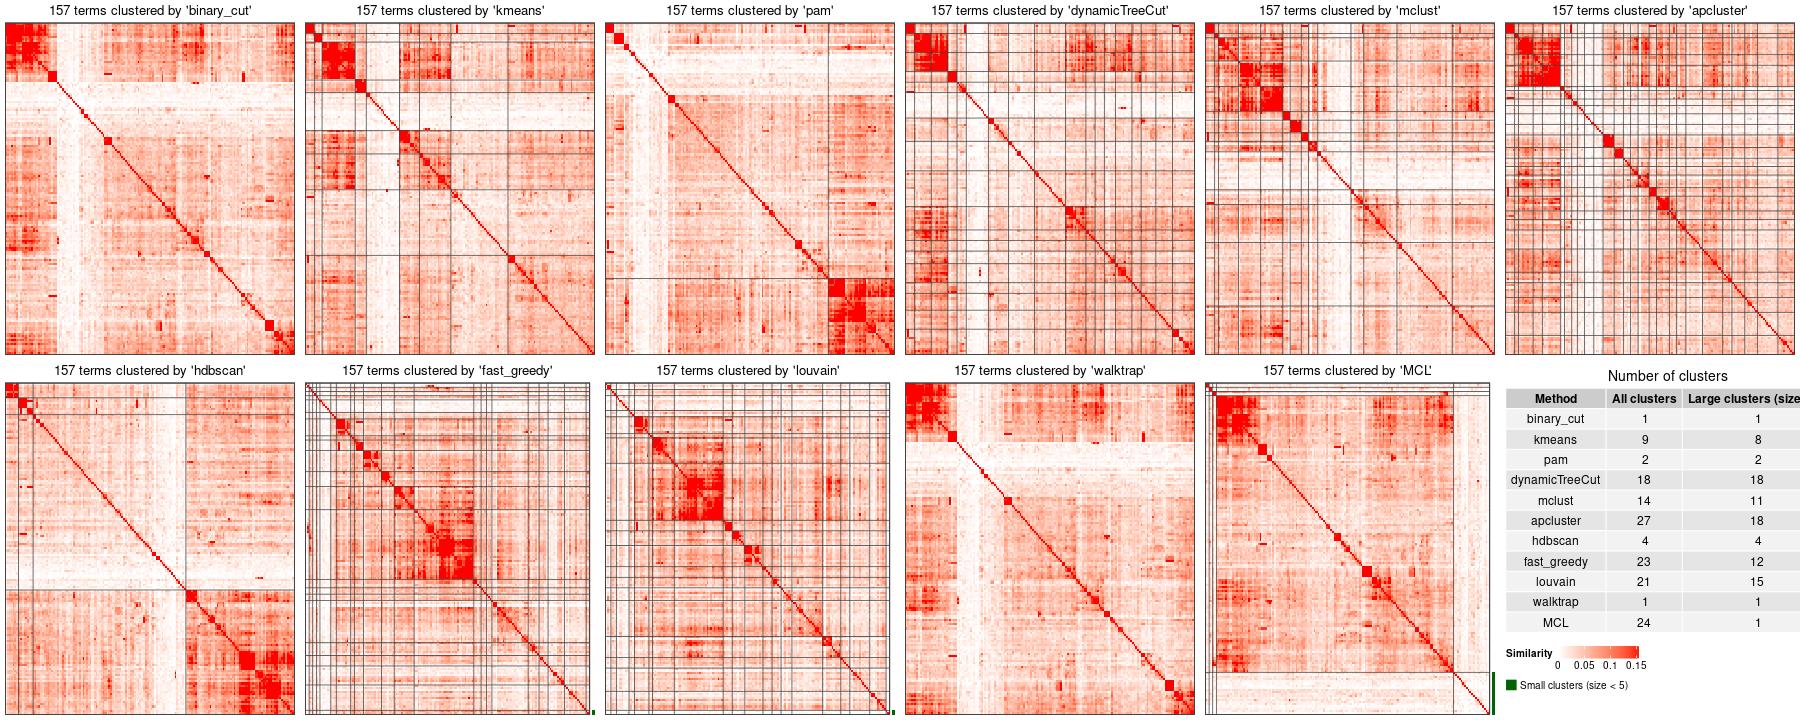 157 terms clustered by 'binary_cut'
157 terms clustered by 'kmeans'
157 terms clustered by 'pam'
157 terms clustered by 'dynamicTreeCut'
157 terms clustered by 'mclust'
157 terms clustered by 'apcluster'
157 terms clustered by 'hdbscan'
157 terms clustered by 'fast_greedy'
157 terms clustered by 'louvain'
157 terms clustered by 'walktrap'
157 terms clustered by 'MCL'
Number of clusters
Method All clusters Large clusters (size
binary_cut 1 1
kmeans 9 8
pam 2 2
dynamicTreeCut 18 18
mclust 14 11
apcluster 27 18
hdbscan 4 4
fast_greedy 23 12
louvain 21 15
walktrap 1 1
MCL 24 1
Similarity
0 0.05 0.1 0.15
Small clusters (size < 5)